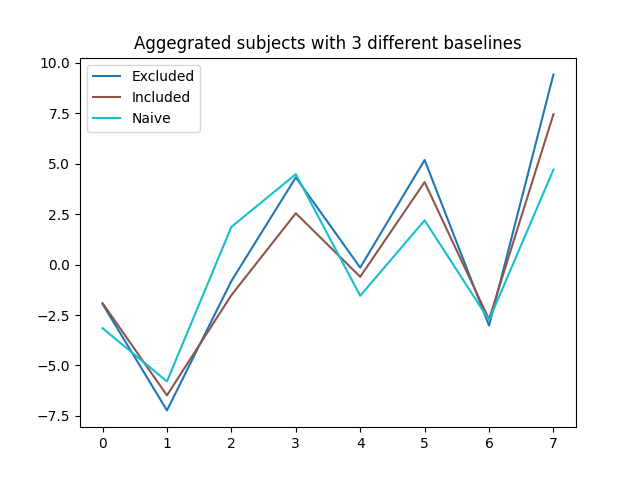 Aggegrated subjects with 3 different baselines
10.0
7.5
5.0
2.5
0.0
−2.5
−5.0
−7.5
Excluded
Included
Naive
0 1 2 3 4 5 6 7